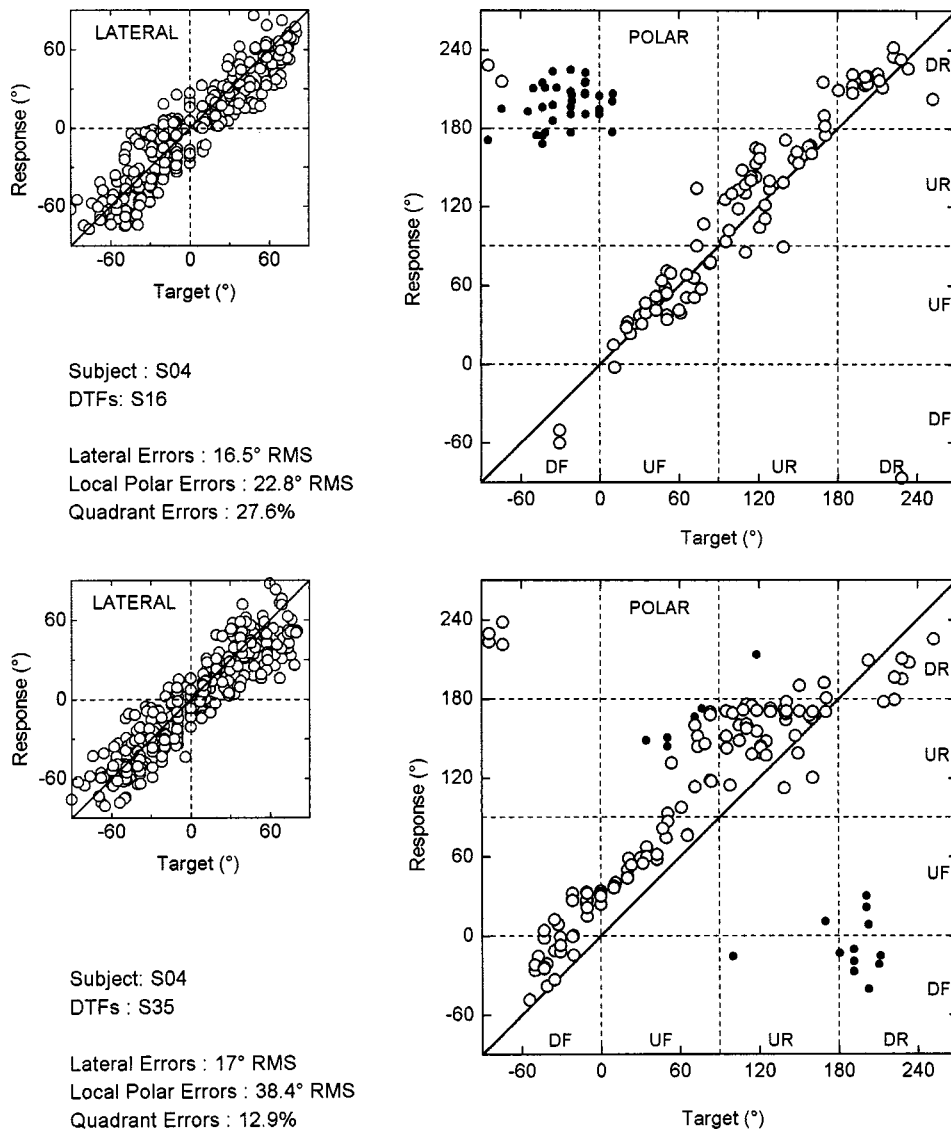 LATERAL
60
0
-60
Response (°)
-60 0 60
Target (°)
Subject : S04
DTFs: S16
Lateral Errors : 16.5° RMS
Local Polar Errors : 22.8° RMS
Quadrant Errors : 27.6%
POLAR
240
180
120
60
0
-60
Response (°)
DR
UR
UF
DF
DF UF UR DR
-60 0 60 120 180 240
Target (°)
LATERAL
60
0
-60
Response (°)
-60 0 60
Target (°)
Subject: S04
DTFs : S35
Lateral Errors : 17° RMS
Local Polar Errors : 38.4° RMS
Quadrant Errors : 12.9%
POLAR
240
180
120
60
0
-60
Response (°)
DR
UR
UF
DF
DF UF UR DR
-60 0 60 120 180 240
Target (°)